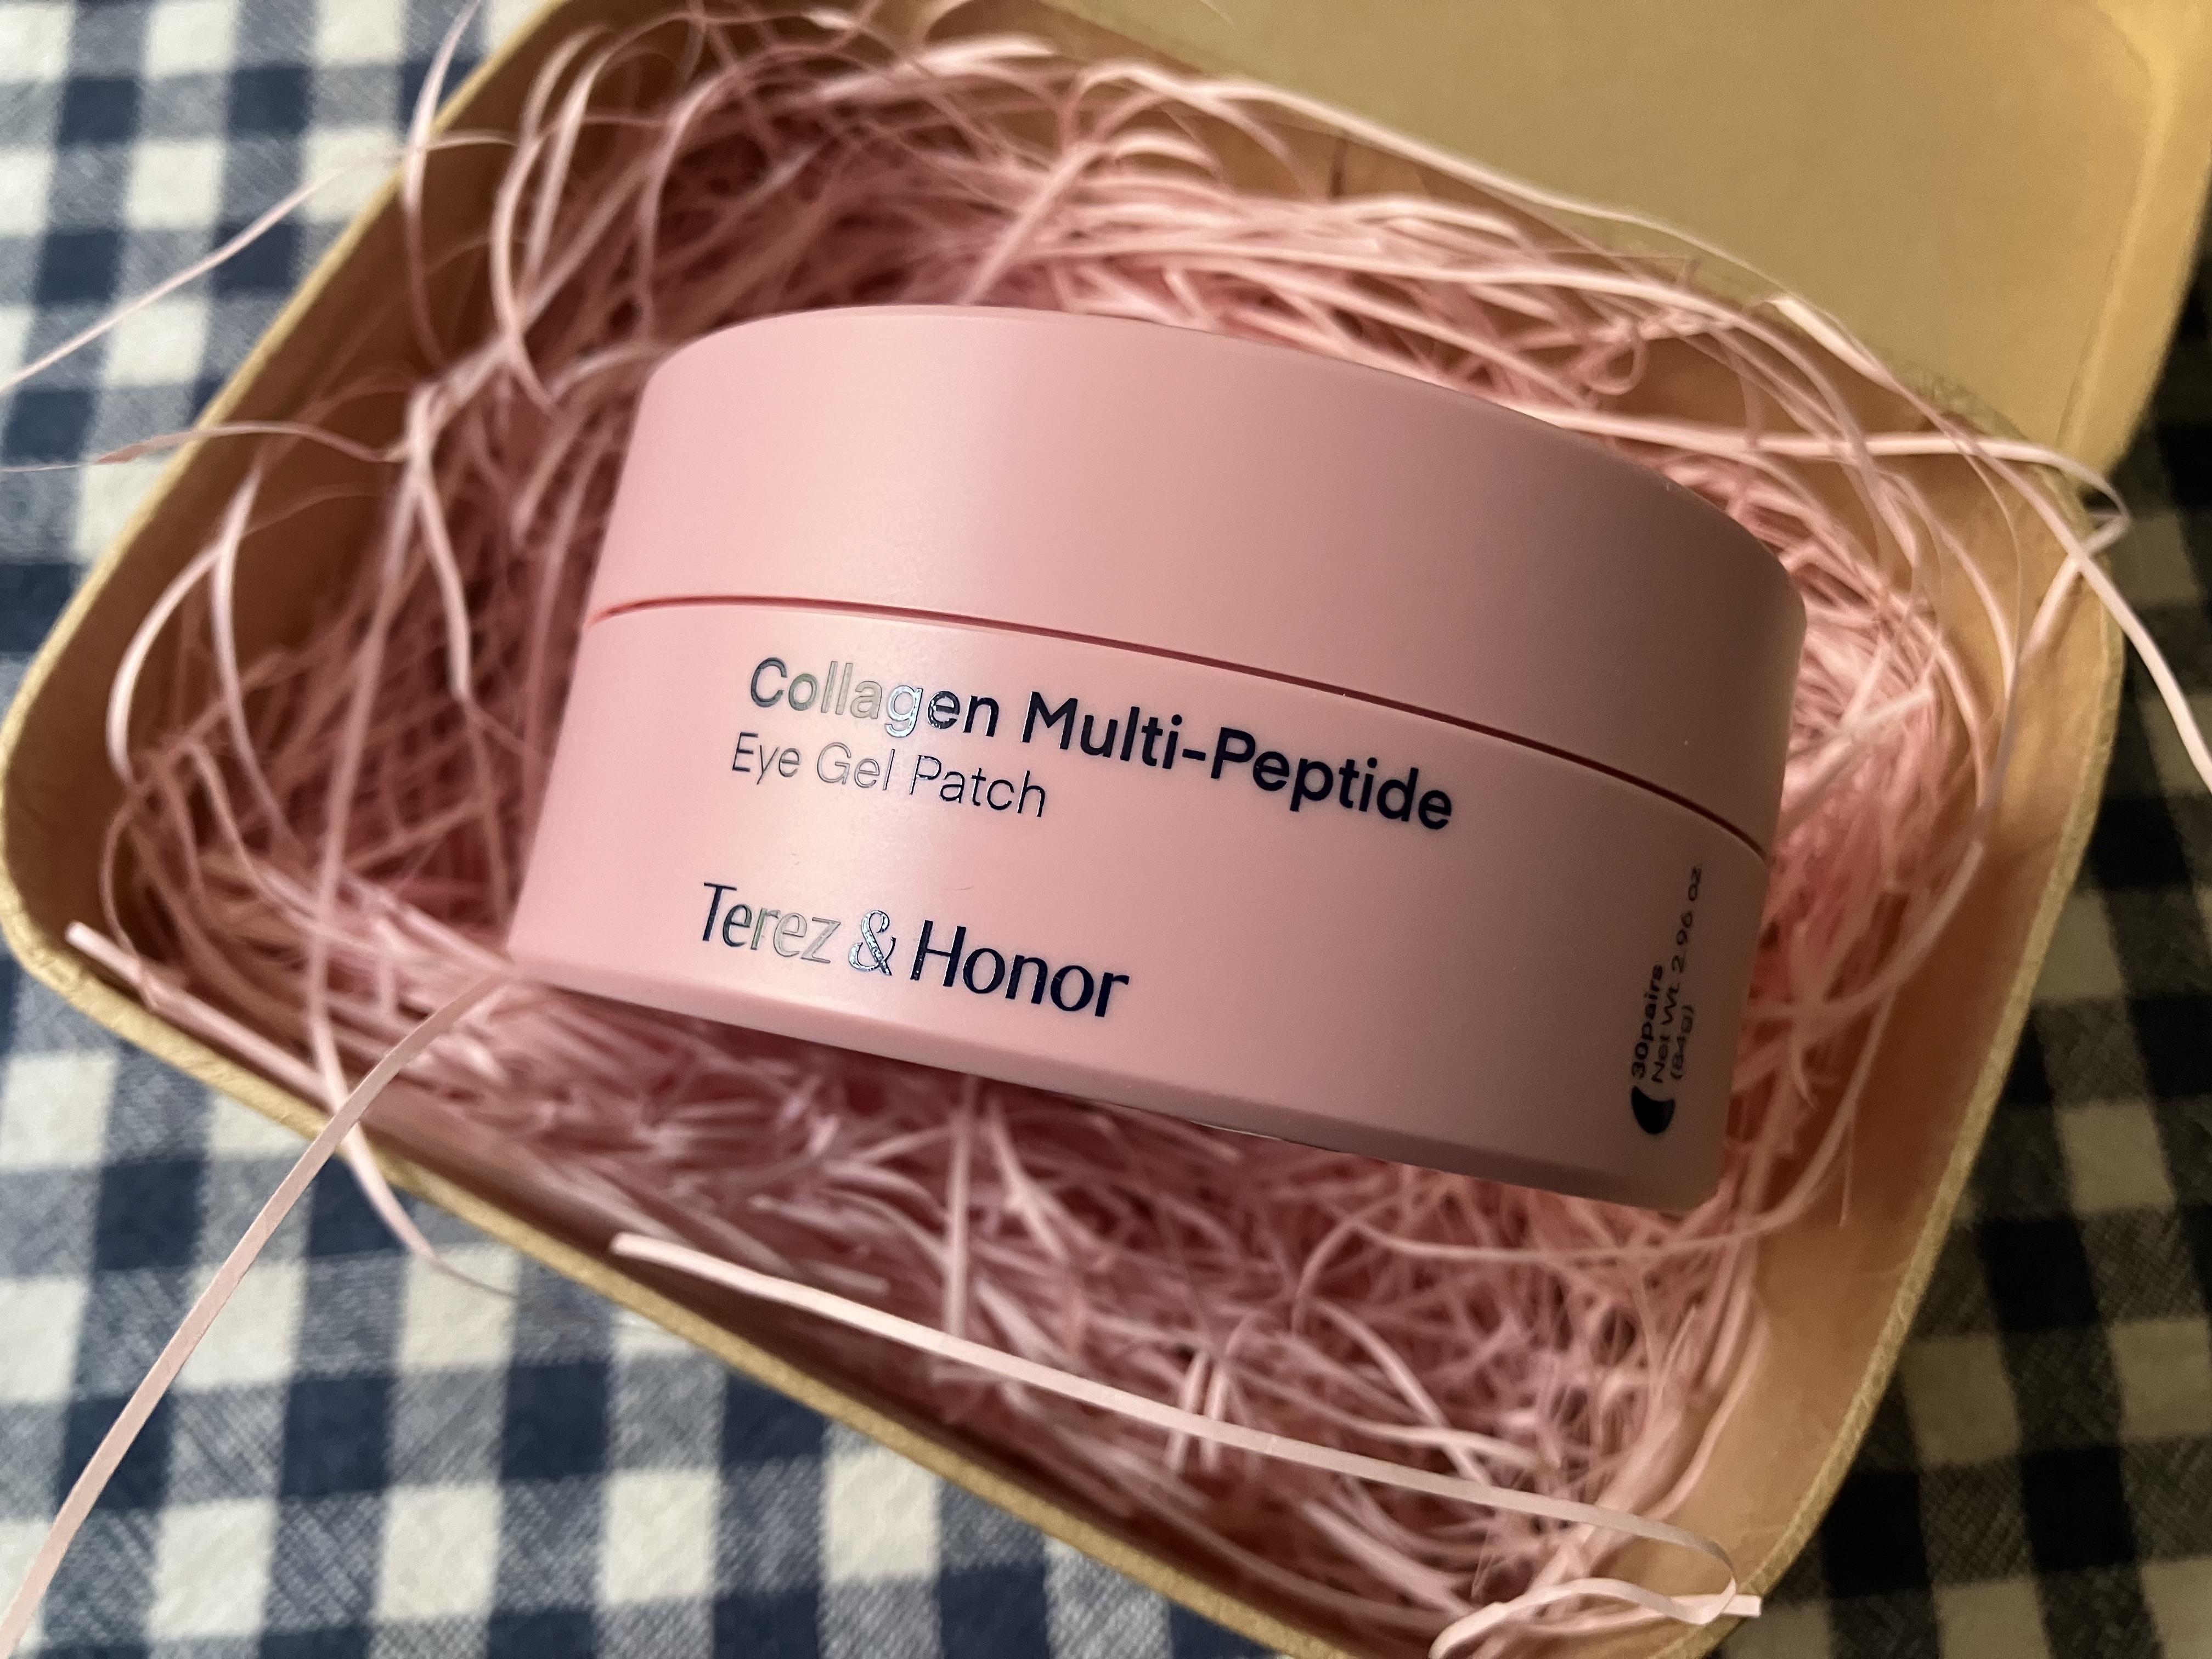 Collagen Multi-Peptide
Eye Gel Patch
Terez & Honor
30pairs
Net Wt. 2.96 oz
(84g)